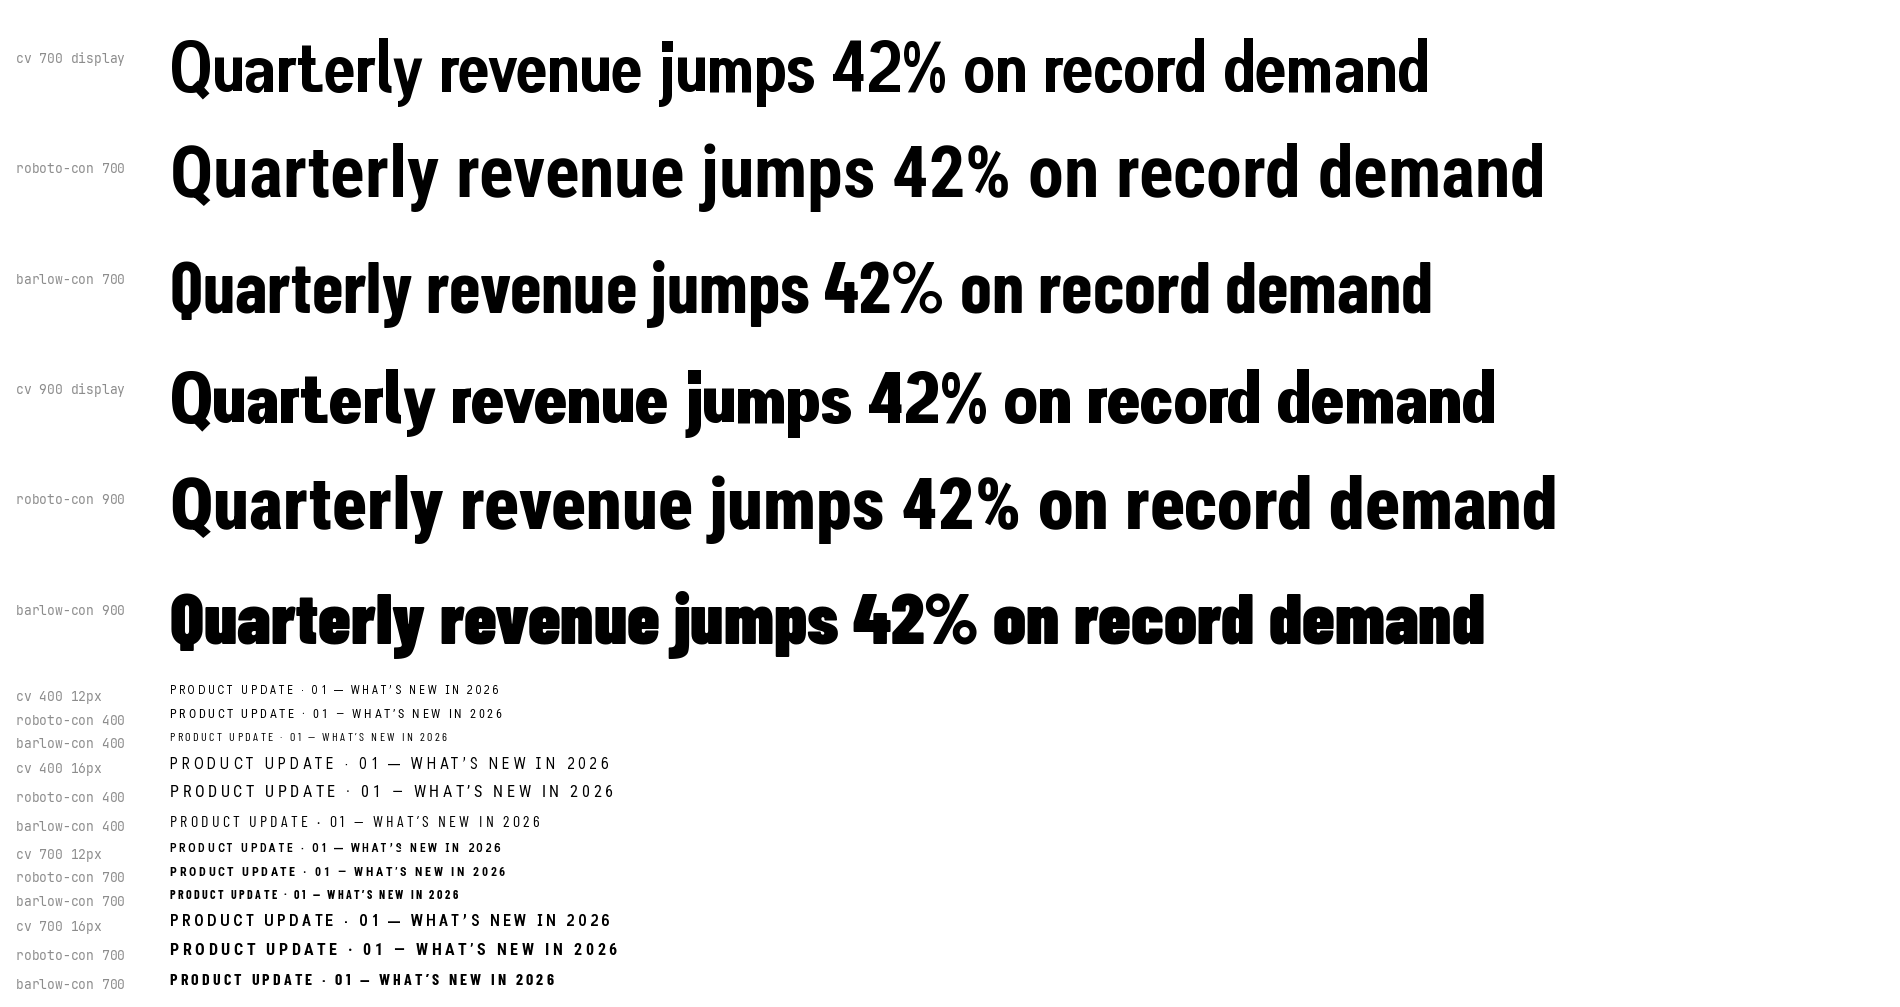 cv 700 display Quarterly revenue jumps 42% on record demand
roboto-con 700 Quarterly revenue jumps 42% on record demand
barlow-con 700 Quarterly revenue jumps 42% on record demand
cv 900 display Quarterly revenue jumps 42% on record demand
roboto-con 900 Quarterly revenue jumps 42% on record demand
barlow-con 900 Quarterly revenue jumps 42% on record demand
cv 400 12px PRODUCT UPDATE · 01 — WHAT’S NEW IN 2026
roboto-con 400 PRODUCT UPDATE · 01 — WHAT’S NEW IN 2026
barlow-con 400 PRODUCT UPDATE · 01 — WHAT’S NEW IN 2026
cv 400 16px PRODUCT UPDATE · 01 — WHAT’S NEW IN 2026
roboto-con 400 PRODUCT UPDATE · 01 — WHAT’S NEW IN 2026
barlow-con 400 PRODUCT UPDATE · 01 — WHAT’S NEW IN 2026
cv 700 12px PRODUCT UPDATE · 01 — WHAT’S NEW IN 2026
roboto-con 700 PRODUCT UPDATE · 01 — WHAT’S NEW IN 2026
barlow-con 700 PRODUCT UPDATE · 01 — WHAT’S NEW IN 2026
cv 700 16px PRODUCT UPDATE · 01 — WHAT’S NEW IN 2026
roboto-con 700 PRODUCT UPDATE · 01 — WHAT’S NEW IN 2026
barlow-con 700 PRODUCT UPDATE · 01 — WHAT’S NEW IN 2026